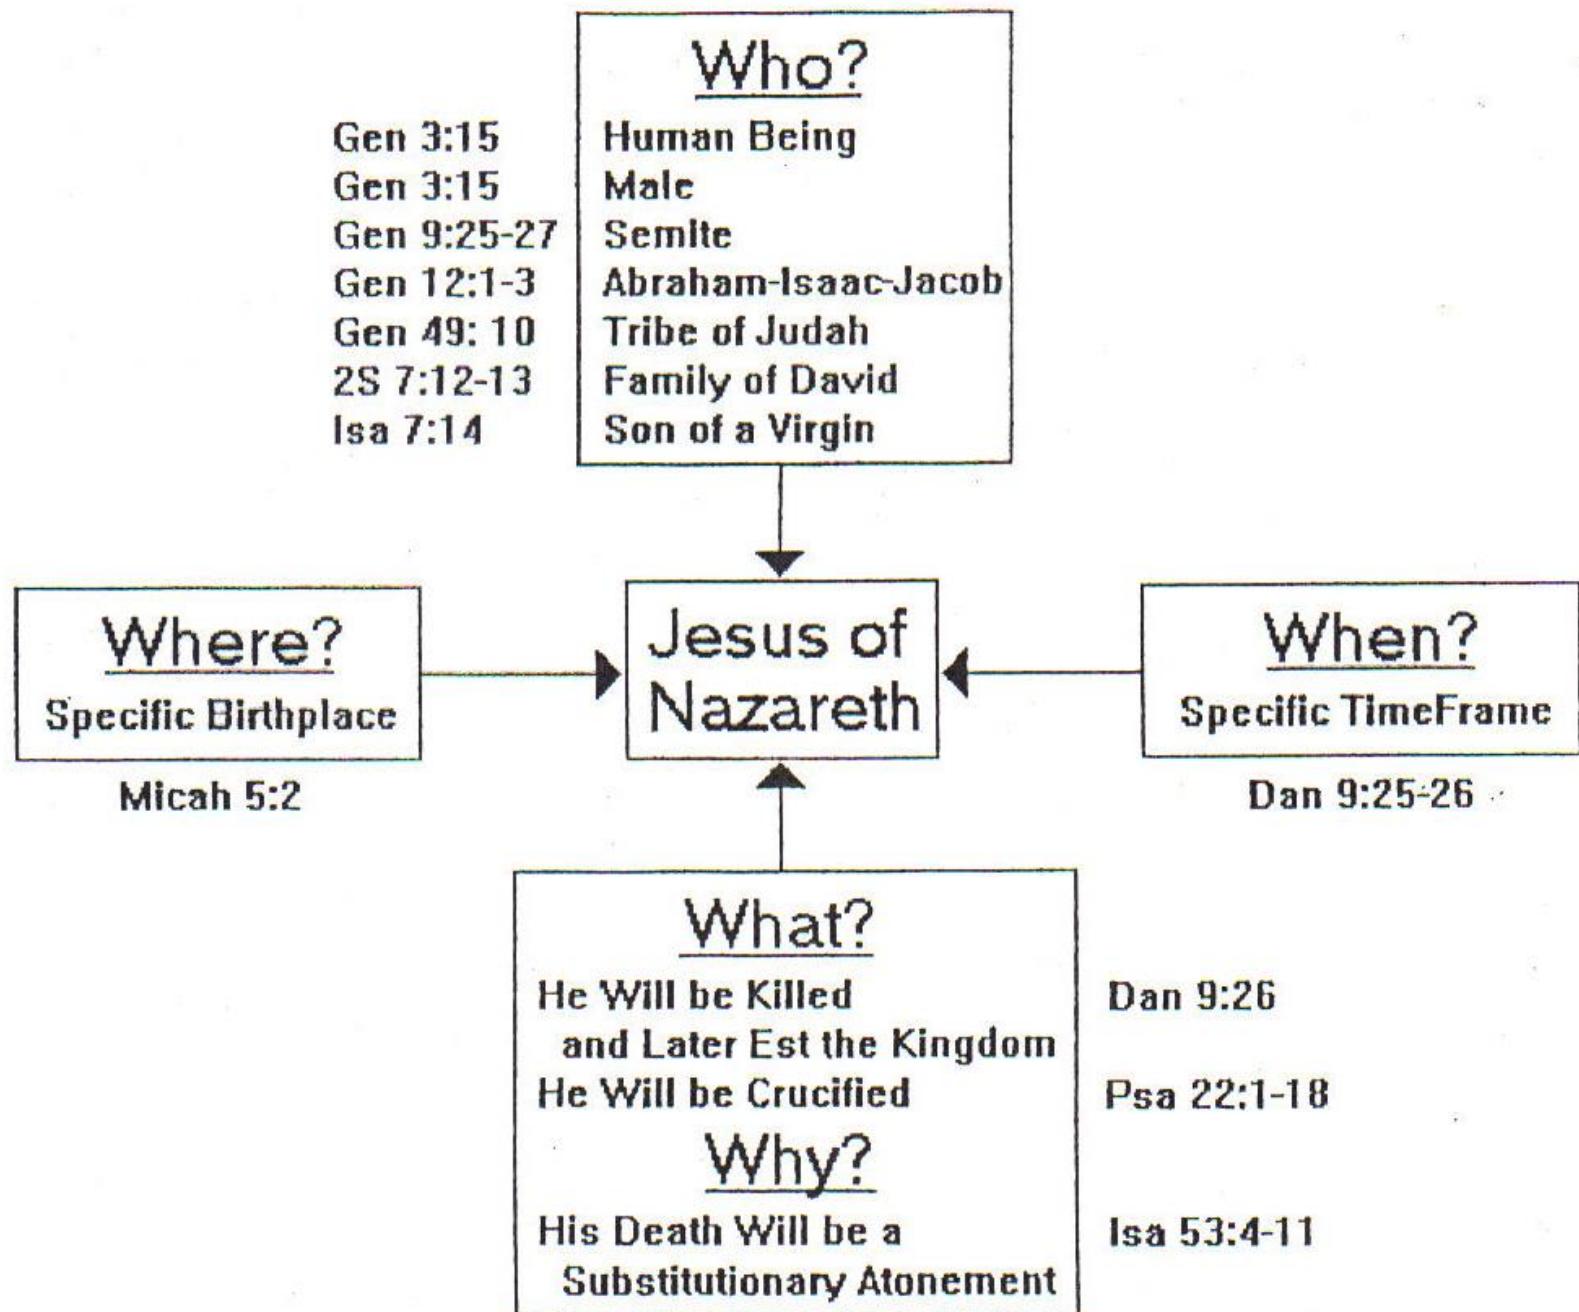 Who?
Gen 3:15 Human Being
Gen 3:15 Male
Gen 9:25-27 Semite
Gen 12:1-3 Abraham-Isaac-Jacob
Gen 49: 10 Tribe of Judah
2S 7:12-13 Family of David
Isa 7:14 Son of a Virgin
Where?
Specific Birthplace
Micah 5:2
Jesus of
Nazareth
When?
Specific TimeFrame
Dan 9:25-26
What?
He Will be Killed Dan 9:26
and Later Est the Kingdom
He Will be Crucified Psa 22:1-18
Why?
His Death Will be a Isa 53:4-11
Substitutionary Atonement